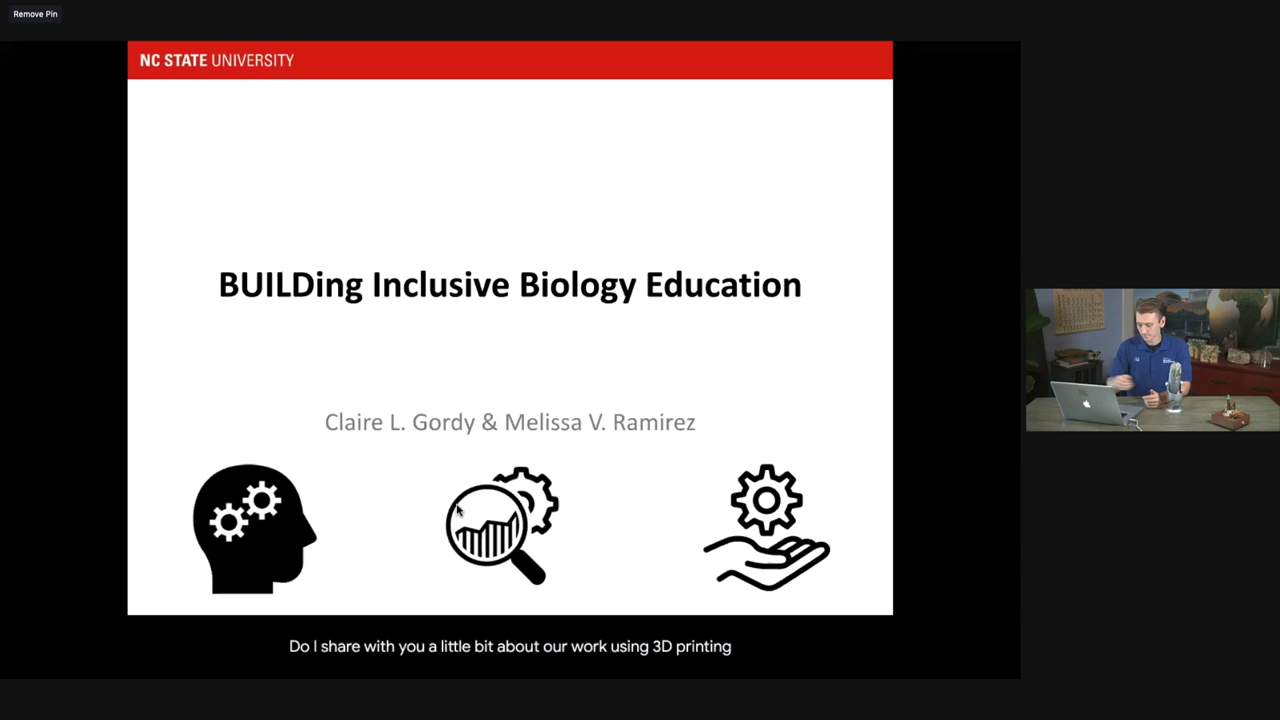 Remove Pin
NC STATE UNIVERSITY
BUILDing Inclusive Biology Education
Claire L. Gordy & Melissa V. Ramirez
Do I share with you a little bit about our work using 3D printing